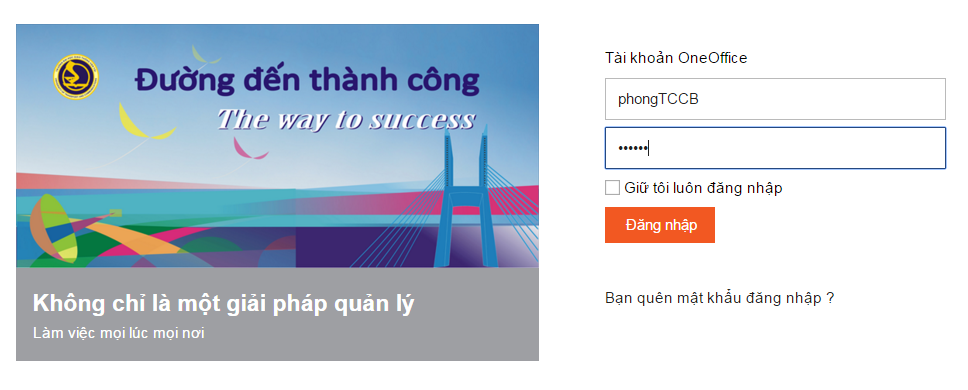 Đường đến thành công
The way to success
Không chỉ là một giải pháp quản lý
Làm việc mọi lúc mọi nơi
Tài khoản OneOffice
phongTCCB
••••••
Giữ tôi luôn đăng nhập
Đăng nhập
Bạn quên mật khẩu đăng nhập ?